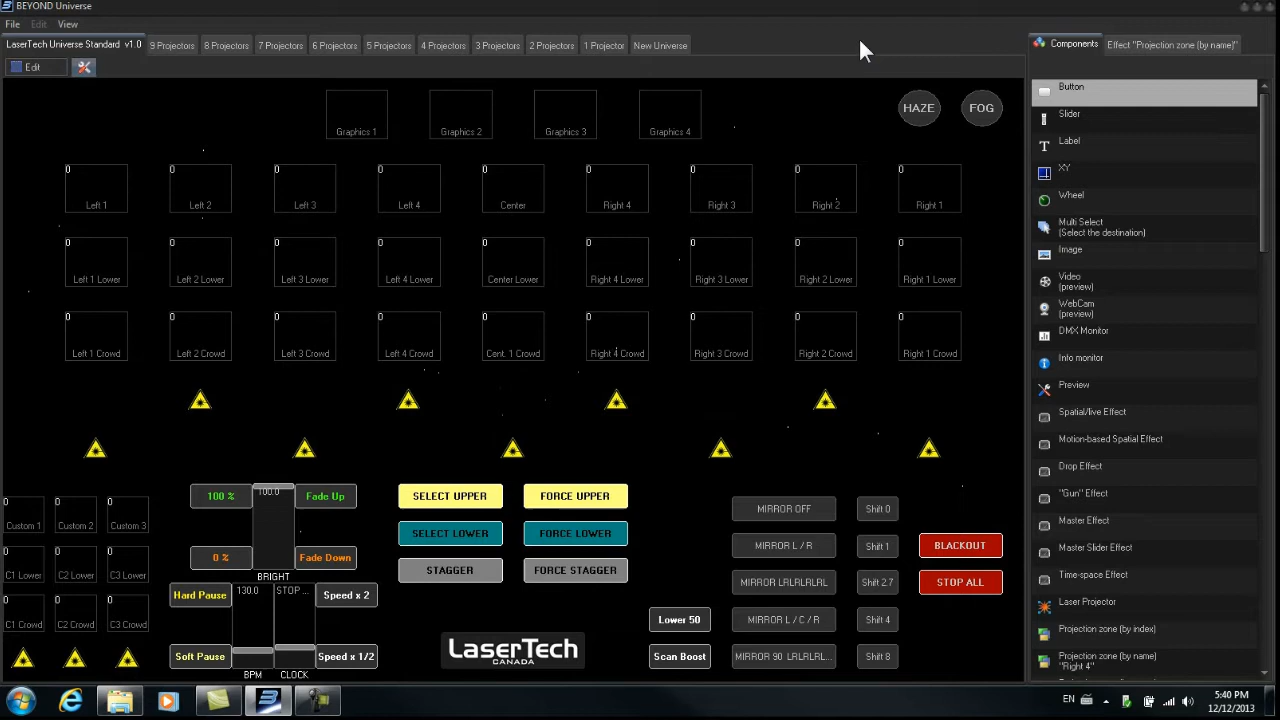 BEYOND Universe
File Edit View
LaserTech Universe Standard v1.0 9 Projectors 8 Projectors 7 Projectors 6 Projectors 5 Projectors 4 Projectors 3 Projectors 2 Projectors 1 Projector New Universe
Components Effect "Projection zone (by name)"
Edit
Graphics 1 Graphics 2 Graphics 3 Graphics 4
HAZE FOG
0 0 0 0 0 0 0 0 0
Left 1 Left 2 Left 3 Left 4 Center Right 4 Right 3 Right 2 Right 1
0 0 0 0 0 0 0 0 0
Left 1 Lower Left 2 Lower Left 3 Lower Left 4 Lower Center Lower Right 4 Lower Right 3 Lower Right 2 Lower Right 1 Lower
0 0 0 0 0 0 0 0 0
Left 1 Crowd Left 2 Crowd Left 3 Crowd Left 4 Crowd Cent. 1 Crowd Right 4 Crowd Right 3 Crowd Right 2 Crowd Right 1 Crowd
Custom 1 Custom 2 Custom 3
C1 Lower C2 Lower C3 Lower
C1 Crowd C2 Crowd C3 Crowd
100 % 100.0 Fade Up
0 % Fade Down
BRIGHT
Hard Pause 130.0 STOP ... Speed x 2
Soft Pause Speed x 1/2
BPM CLOCK
SELECT UPPER FORCE UPPER
SELECT LOWER FORCE LOWER
STAGGER FORCE STAGGER
LaserTech
CANADA
Lower 50
Scan Boost
MIRROR OFF Shift 0
MIRROR L / R Shift 1
MIRROR LRLRLRLRL Shift 2.7
MIRROR L / C / R Shift 4
MIRROR 90 LRLRLRL... Shift 8
BLACKOUT
STOP ALL
Button
Slider
Label
XY
Wheel
Multi Select
(Select the destination)
Image
Video
(preview)
WebCam
(preview)
DMX Monitor
Info monitor
Preview
Spatial/live Effect
Motion-based Spatial Effect
Drop Effect
"Gun" Effect
Master Effect
Master Slider Effect
Time-space Effect
Laser Projector
Projection zone (by index)
Projection zone (by name)
"Right 4"
EN
5:40 PM
12/12/2013